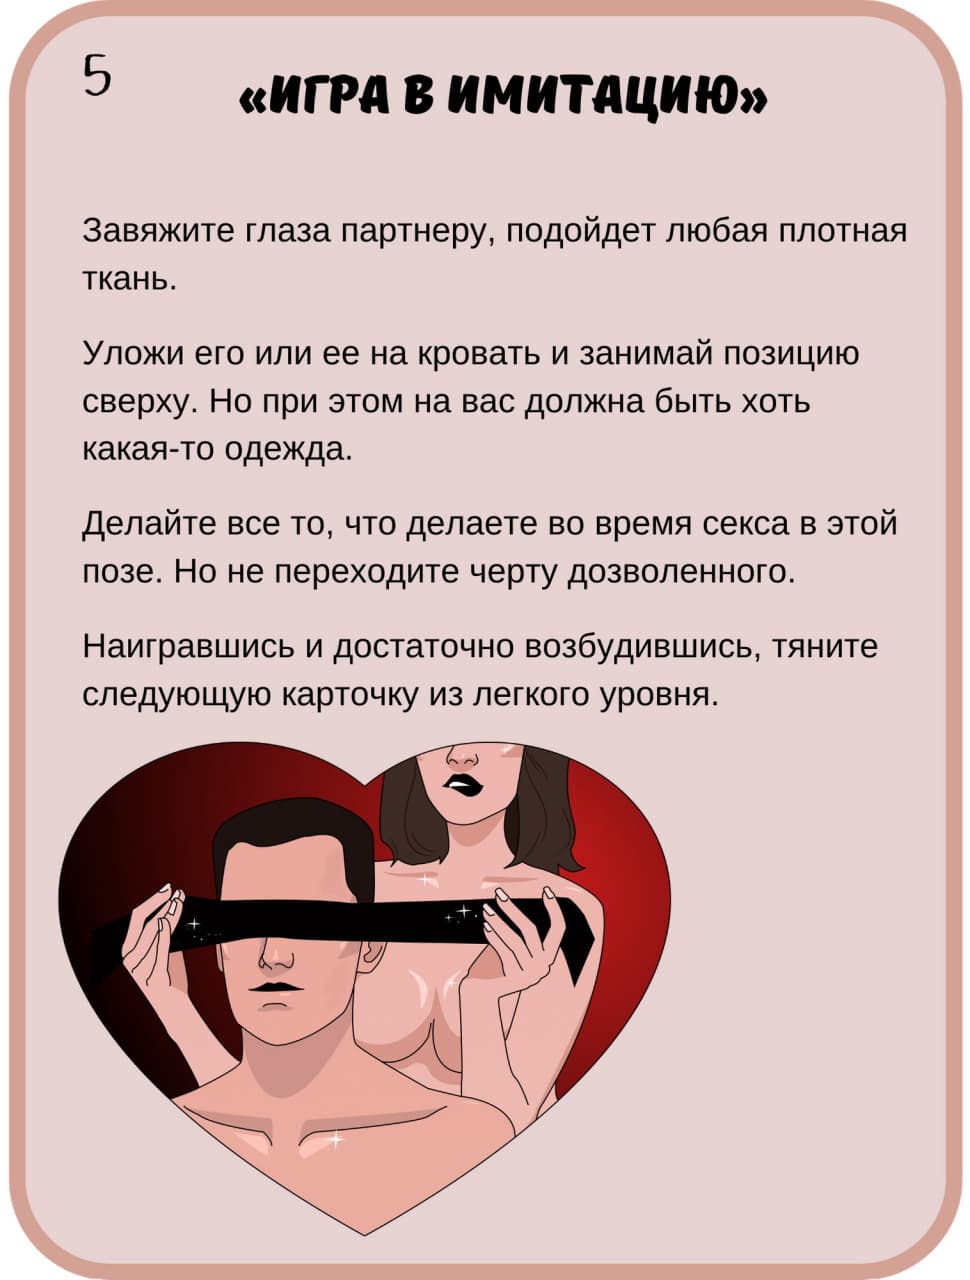 5
«ИГРА В ИМИТАЦИЮ»
Завяжите глаза партнеру, подойдет любая плотная
ткань.
Уложи его или ее на кровать и занимай позицию
сверху. Но при этом на вас должна быть хоть
какая-то одежда.
Делайте все то, что делаете во время секса в этой
позе. Но не переходите черту дозволенного.
Наигравшись и достаточно возбудившись, тяните
следующую карточку из легкого уровня.